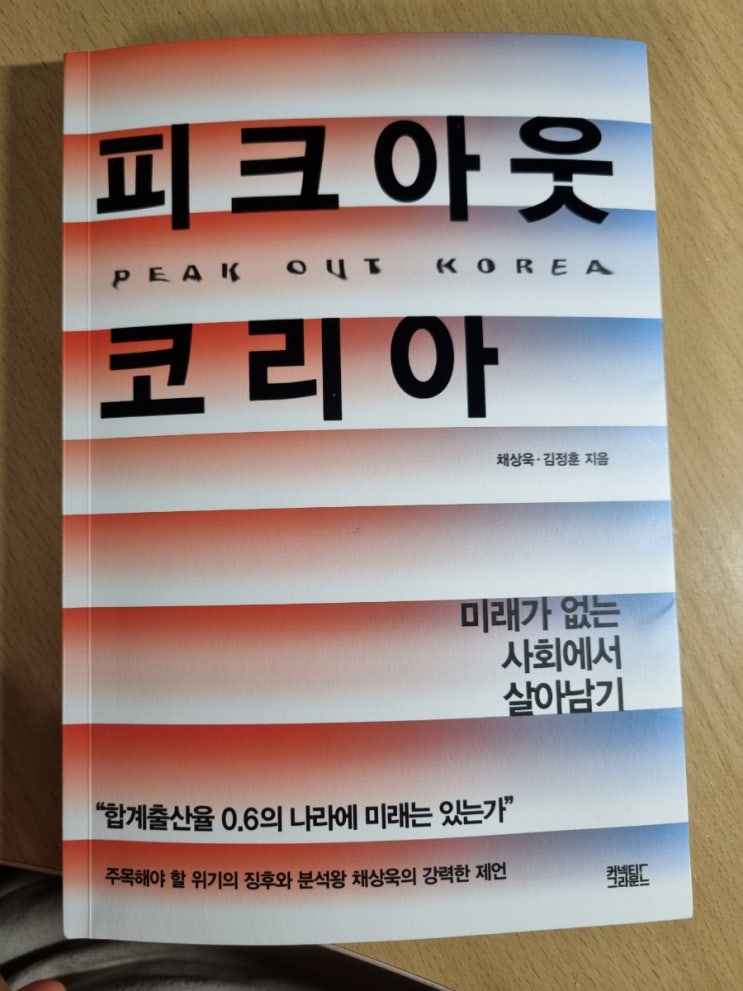 피크아웃
PEAK OUT KOREA
코리아
채상욱·김정훈 지음
미래가 없는
사회에서
살아남기
“합계출산율 0.6의 나라에 미래는 있는가”
주목해야 할 위기의 징후와 분석왕 채상욱의 강력한 제언
커넥티드
그라운드